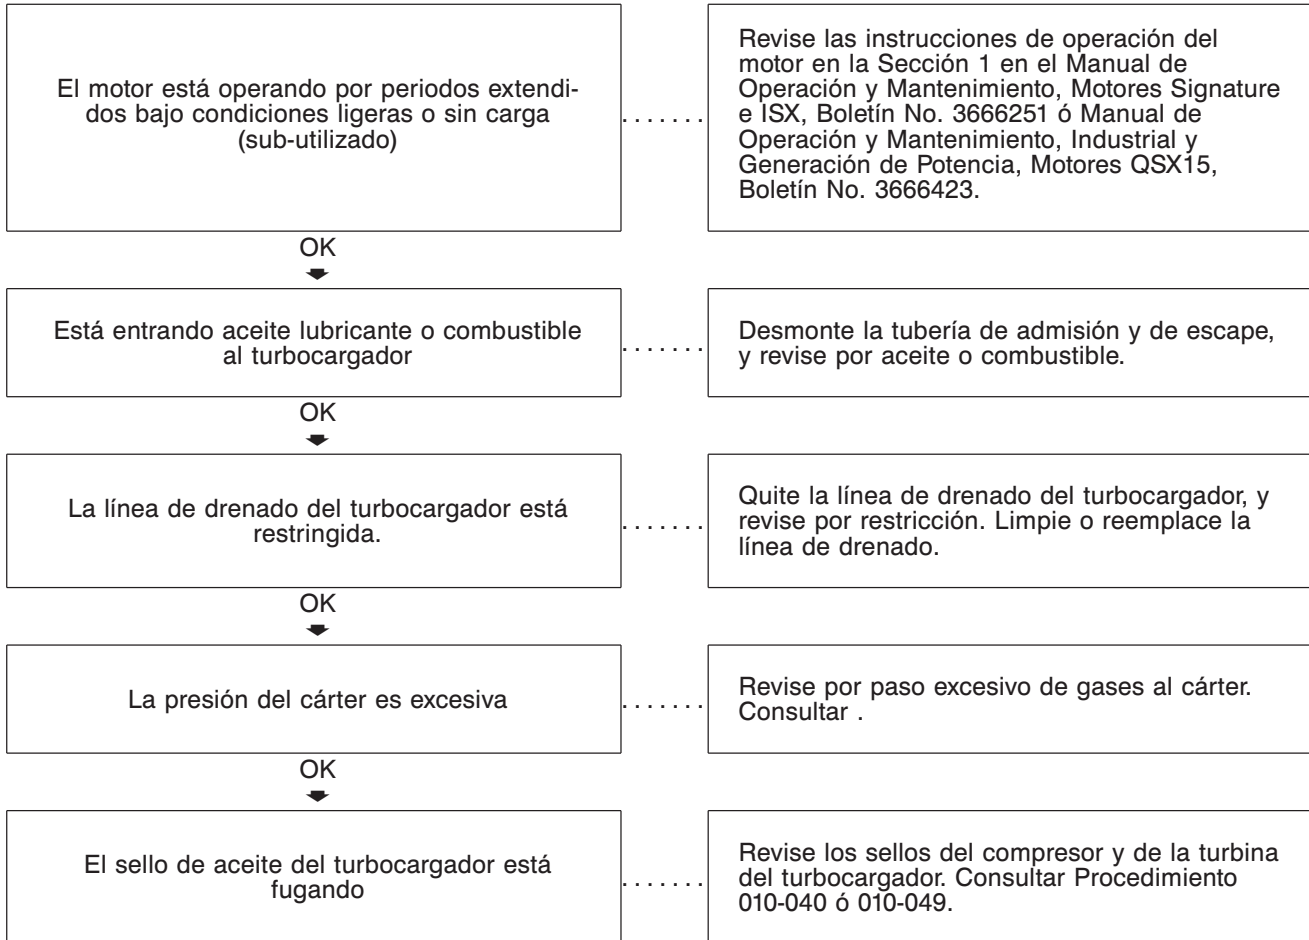 El motor está operando por periodos extendi-
dos bajo condiciones ligeras o sin carga
(sub-utilizado)
.......
Revise las instrucciones de operación del
motor en la Sección 1 en el Manual de
Operación y Mantenimiento, Motores Signature
e ISX, Boletín No. 3666251 ó Manual de
Operación y Mantenimiento, Industrial y
Generación de Potencia, Motores QSX15,
Boletín No. 3666423.
OK
Está entrando aceite lubricante o combustible
al turbocargador
.......
Desmonte la tubería de admisión y de escape,
y revise por aceite o combustible.
OK
La línea de drenado del turbocargador está
restringida.
.......
Quite la línea de drenado del turbocargador, y
revise por restricción. Limpie o reemplace la
línea de drenado.
OK
La presión del cárter es excesiva
.......
Revise por paso excesivo de gases al cárter.
Consultar .
OK
El sello de aceite del turbocargador está
fugando
.......
Revise los sellos del compresor y de la turbina
del turbocargador. Consultar Procedimiento
010-040 ó 010-049.